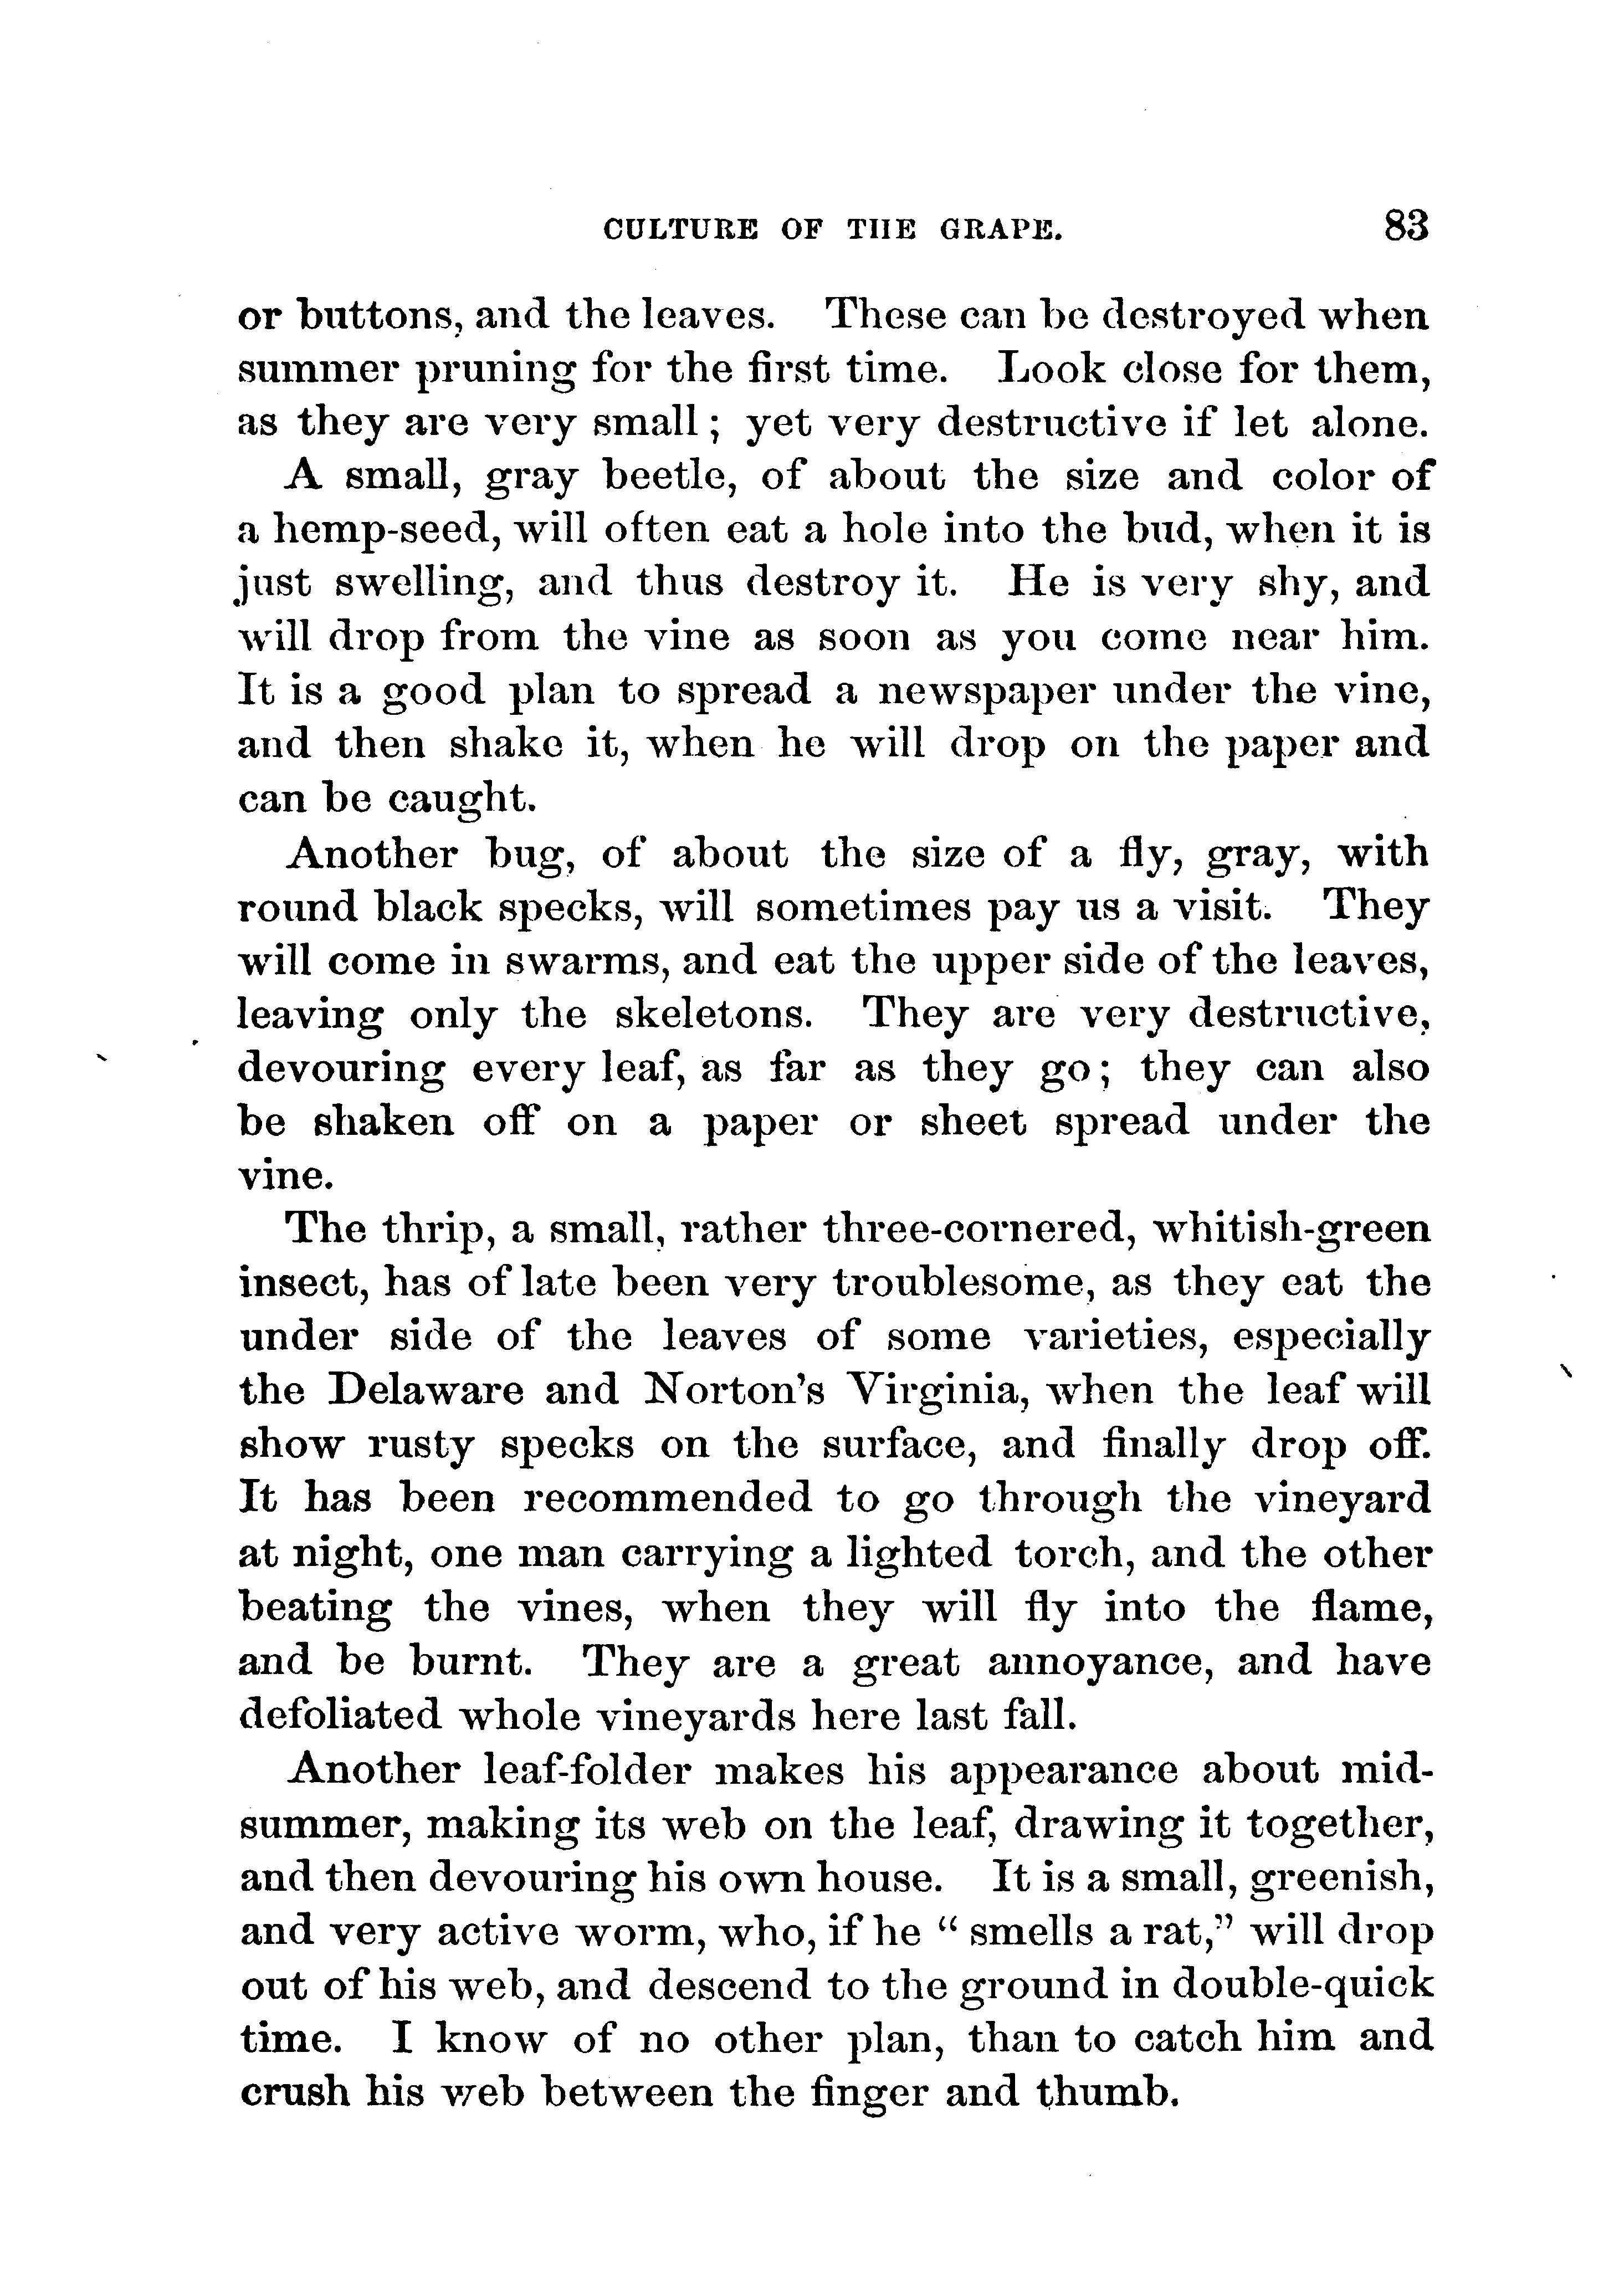 CULTURE OF THE GRAPE. 83
or buttons, and the leaves. These can be destroyed when
summer pruning for the first time. Look close for them,
as they are very small; yet very destructive if let alone.
A small, gray beetle, of about the size and color of
a hemp-seed, will often eat a hole into the bud, when it is
just swelling, and thus destroy it. He is very shy, and
will drop from the vine as soon as you come near him.
It is a good plan to spread a newspaper under the vine,
and then shake it, when he will drop on the paper and
can be caught.
Another bug, of about the size of a fly, gray, with
round black specks, will sometimes pay us a visit. They
will come in swarms, and eat the upper side of the leaves,
leaving only the skeletons. They are very destructive,
devouring every leaf, as far as they go; they can also
be shaken off on a paper or sheet spread under the
vine.
The thrip, a small, rather three-cornered, whitish-green
insect, has of late been very troublesome, as they eat the
under side of the leaves of some varieties, especially
the Delaware and Norton's Virginia, when the leaf will
show rusty specks on the surface, and finally drop off.
It has been recommended to go through the vineyard
at night, one man carrying a lighted torch, and the other
beating the vines, when they will fly into the flame,
and be burnt. They are a great annoyance, and have
defoliated whole vineyards here last fall.
Another leaf-folder makes his appearance about mid-
summer, making its web on the leaf, drawing it together,
and then devouring his own house. It is a small, greenish,
and very active worm, who, if he "smells a rat," will drop
out of his web, and descend to the ground in double-quick
time. I know of no other plan, than to catch him and
crush his web between the finger and thumb.